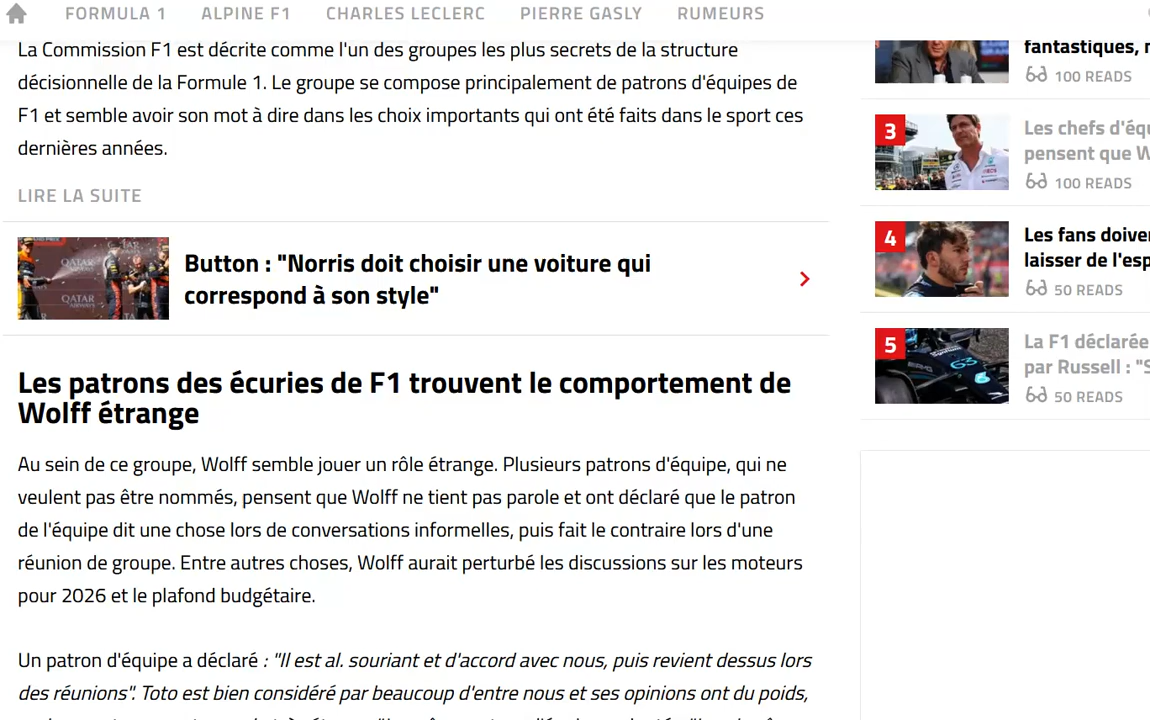 FORMULA 1 ALPINE F1 CHARLES LECLERC PIERRE GASLY RUMEURS
La Commission F1 est décrite comme l'un des groupes les plus secrets de la structure
décisionnelle de la Formule 1. Le groupe se compose principalement de patrons d'équipes de
F1 et semble avoir son mot à dire dans les choix importants qui ont été faits dans le sport ces
dernières années.
LIRE LA SUITE
Button : "Norris doit choisir une voiture qui
correspond à son style"
Les patrons des écuries de F1 trouvent le comportement de
Wolff étrange
Au sein de ce groupe, Wolff semble jouer un rôle étrange. Plusieurs patrons d'équipe, qui ne
veulent pas être nommés, pensent que Wolff ne tient pas parole et ont déclaré que le patron
de l'équipe dit une chose lors de conversations informelles, puis fait le contraire lors d'une
réunion de groupe. Entre autres choses, Wolff aurait perturbé les discussions sur les moteurs
pour 2026 et le plafond budgétaire.
Un patron d'équipe a déclaré : "Il est al. souriant et d'accord avec nous, puis revient dessus lors
des réunions". Toto est bien considéré par beaucoup d'entre nous et ses opinions ont du poids,
fantastiques,
100 READS
3
Les chefs d'équ
pensent que W
100 READS
4
Les fans doive
laisser de l'esp
50 READS
5
La F1 déclarée
par Russell : "S
50 READS
QATAR
AIRWAYS
QATAR
63